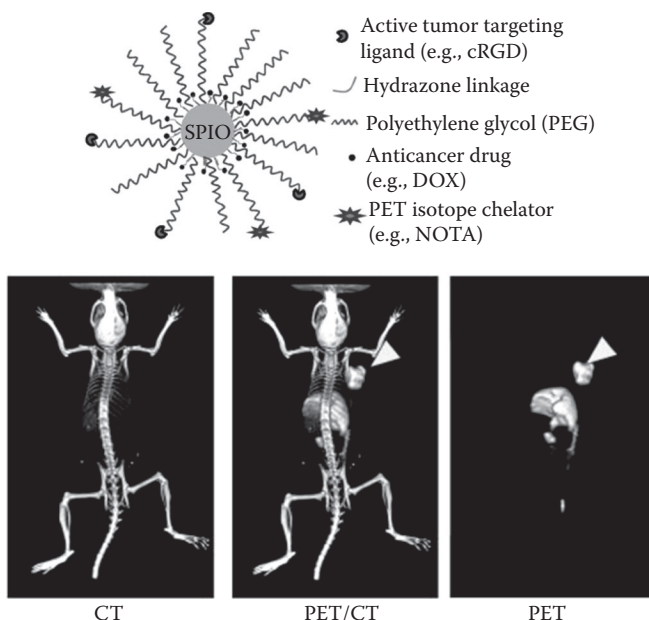 Active tumor targeting
ligand (e.g., cRGD)
Hydrazone linkage
SPIO
Polyethylene glycol (PEG)
Anticancer drug
(e.g., DOX)
PET isotope chelator
(e.g., NOTA)
CT
PET/CT
PET